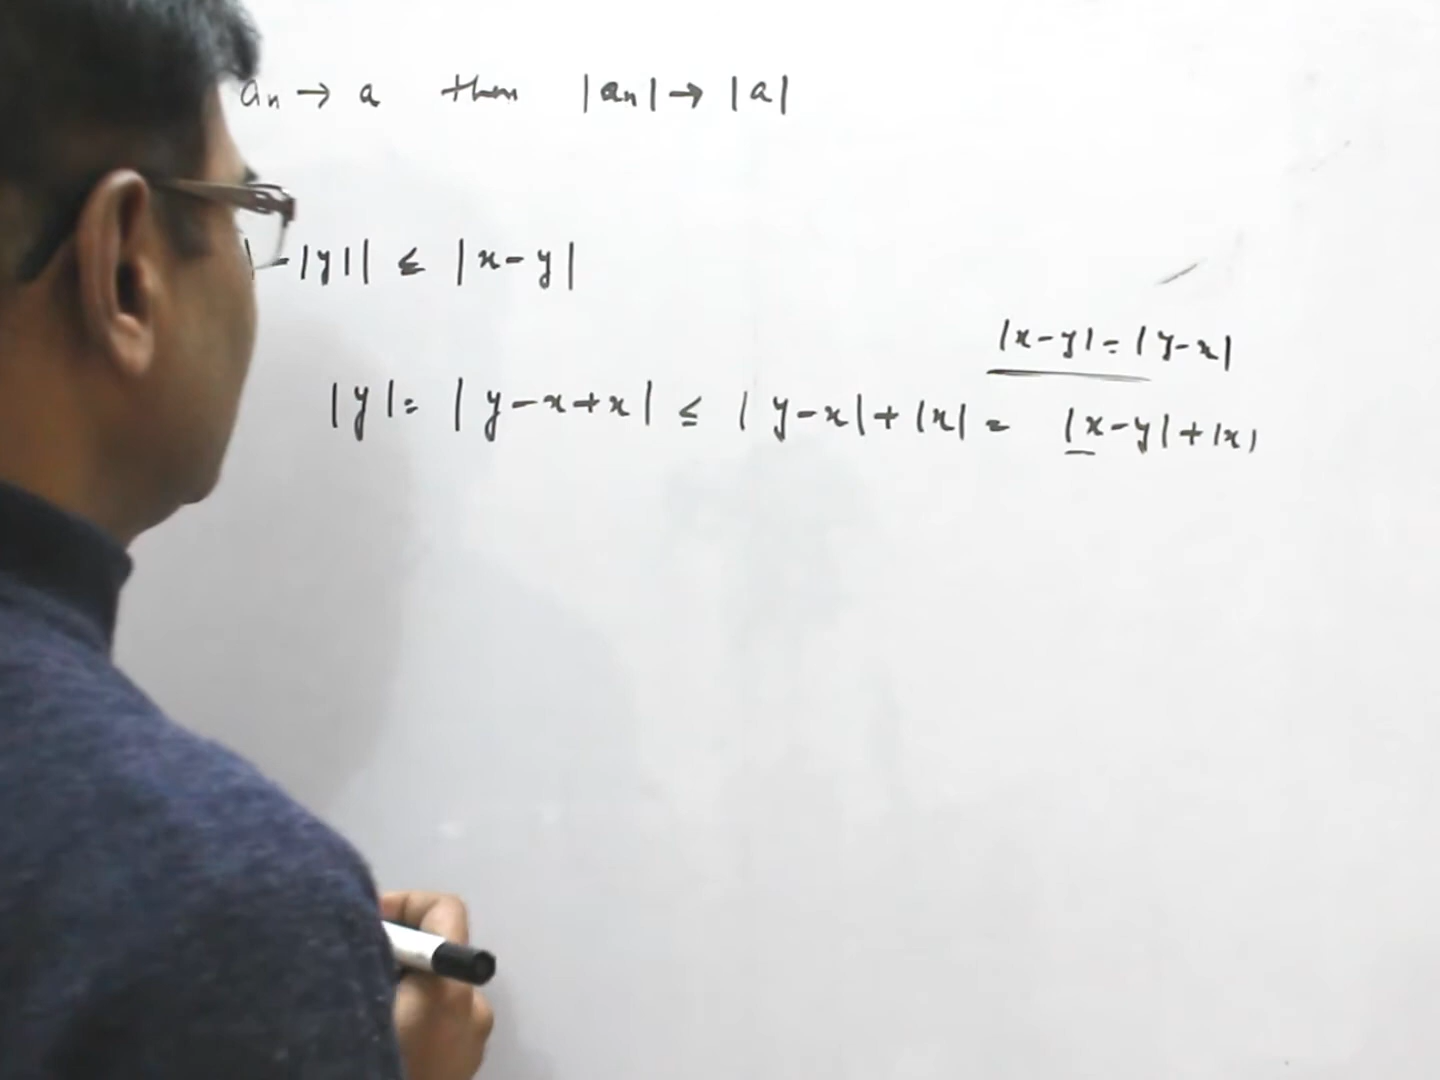 an → a then |an| → |a|
| - |y|| ≤ |x-y|
|x-y| = |y-x|
|y| = |y-x+x| ≤ |y-x|+|x| = |x-y|+|x|